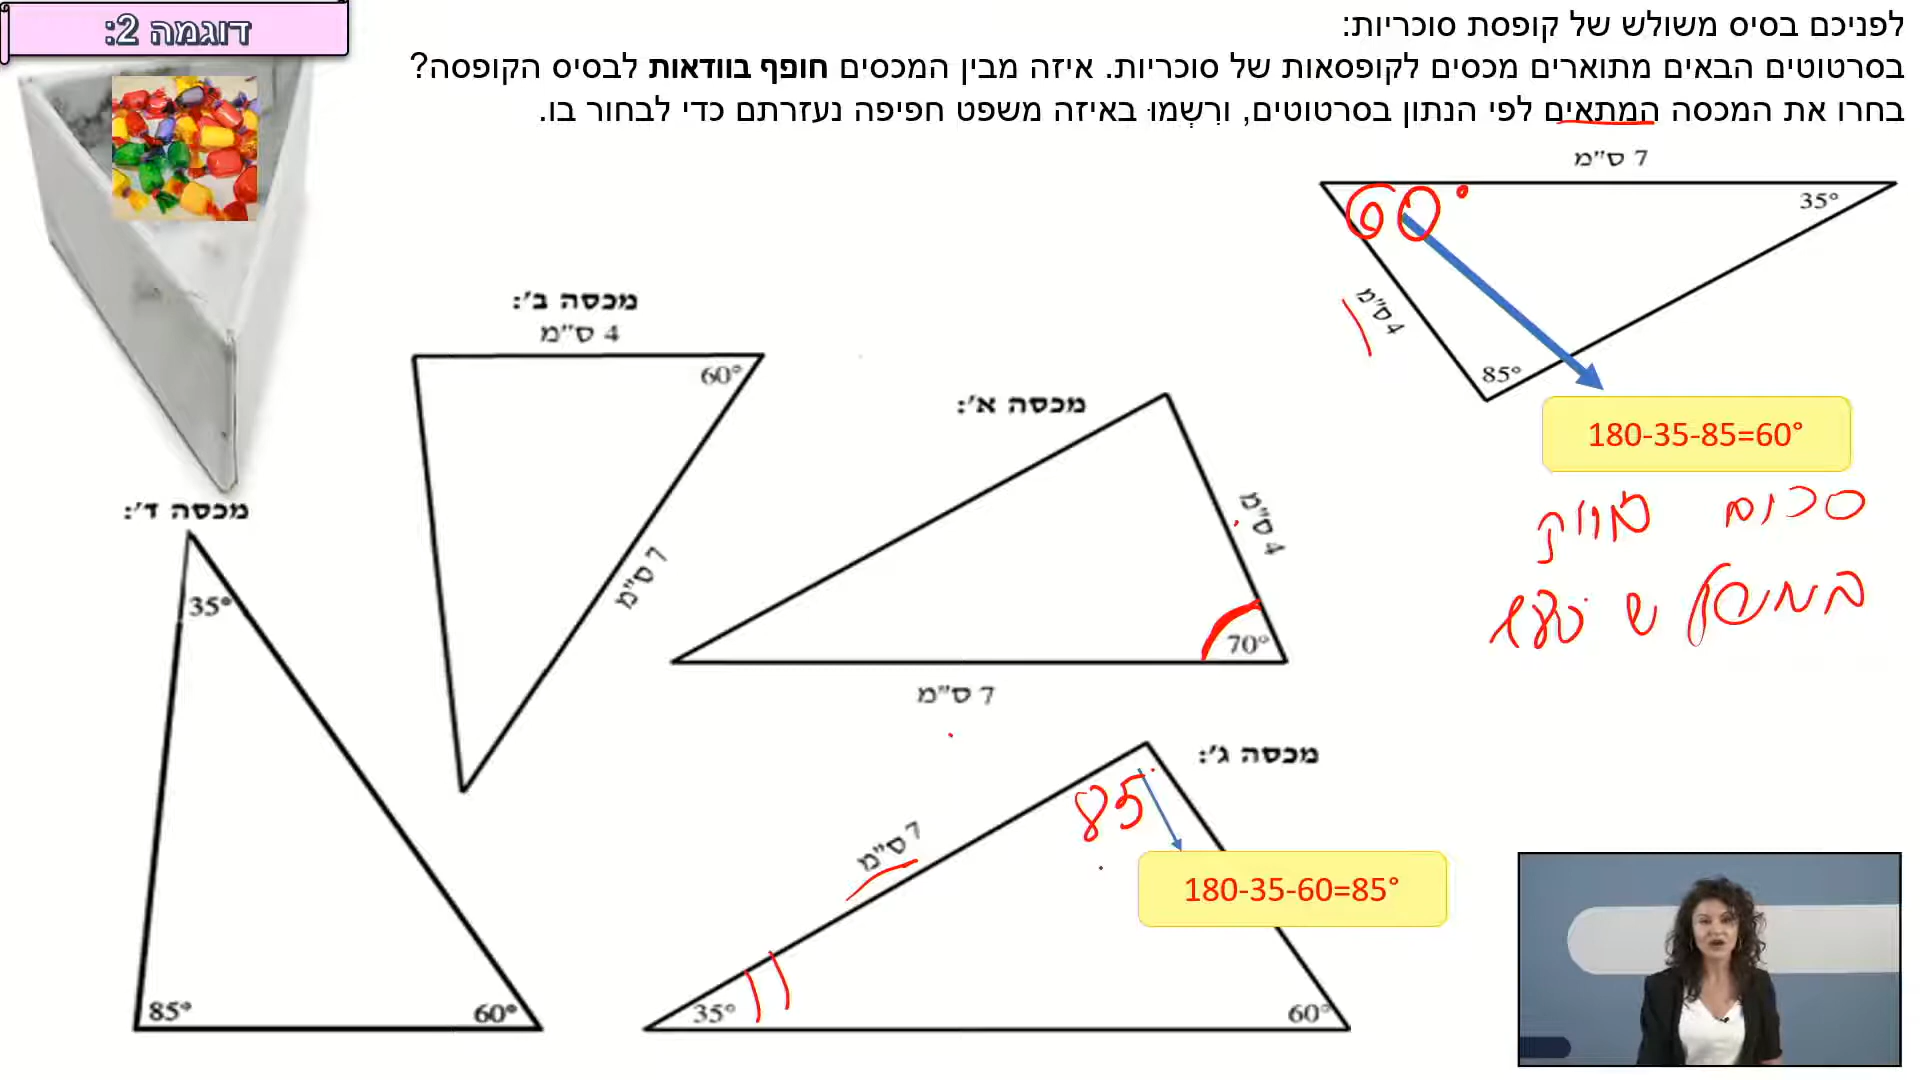 דוגמה 2:
לפניכם בסיס משולש של קופסת סוכריות:
בסרטוטים הבאים מתוארים מכסים לקופסאות של סוכריות. איזה מבין המכסים חופף בוודאות לבסיס הקופסה?
בחרו את המכסה המתאים לפי הנתון בסרטוטים, ורִשְמוּ באיזה משפט חפיפה נעזרתם כדי לבחור בו.
7 ס"מ
60°
35°
4 ס"מ
85°
180-35-85=60°
סכום זווית
במשולש 180
מכסה ב':
4 ס"מ
60°
7 ס"מ
מכסה א':
4 ס"מ
70°
7 ס"מ
מכסה ד':
35°
85°
60°
מכסה ג':
85
7 ס"מ
180-35-60=85°
35°
60°